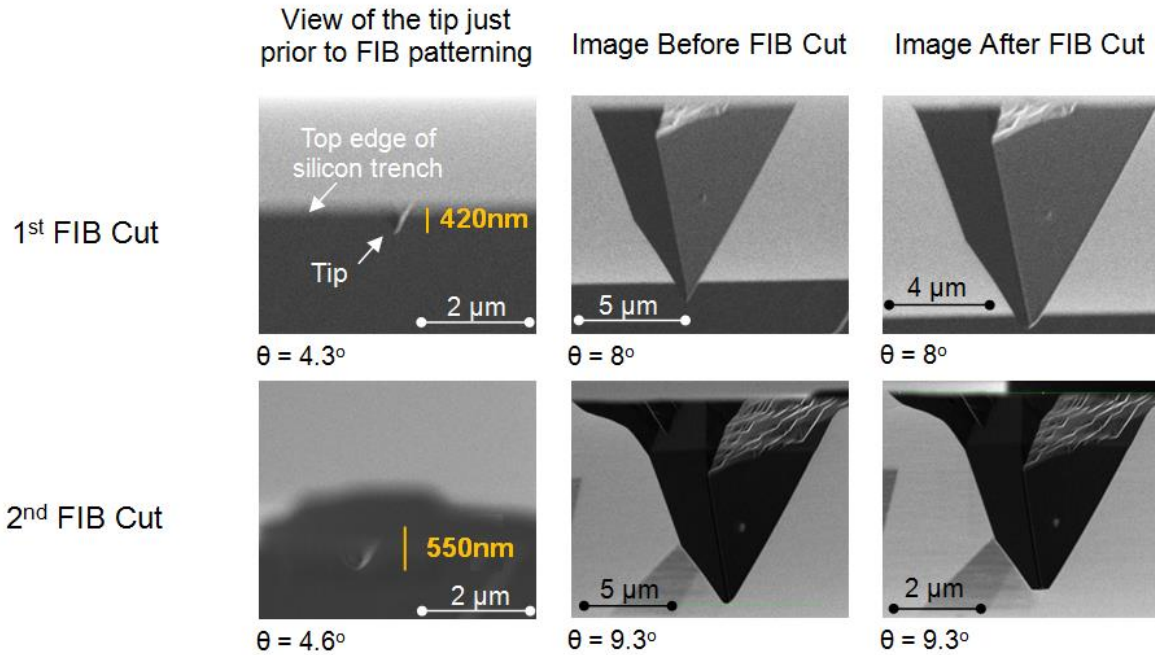 View of the tip just
prior to FIB patterning
Image Before FIB Cut
Image After FIB Cut
1st FIB Cut
Top edge of
silicon trench
420nm
Tip
2 μm
5 μm
4 μm
θ = 4.3°
θ = 8°
θ = 8°
2nd FIB Cut
550nm
2 μm
5 μm
2 μm
θ = 4.6°
θ = 9.3°
θ = 9.3°